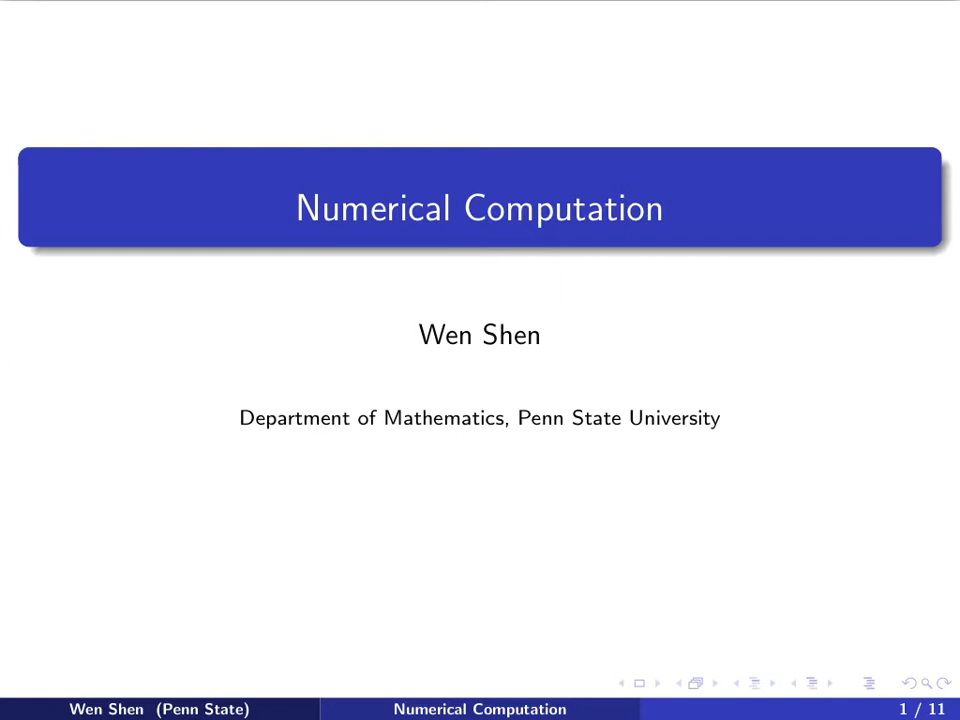 Numerical Computation
Wen Shen
Department of Mathematics, Penn State University
Wen Shen (Penn State) Numerical Computation 1 / 11